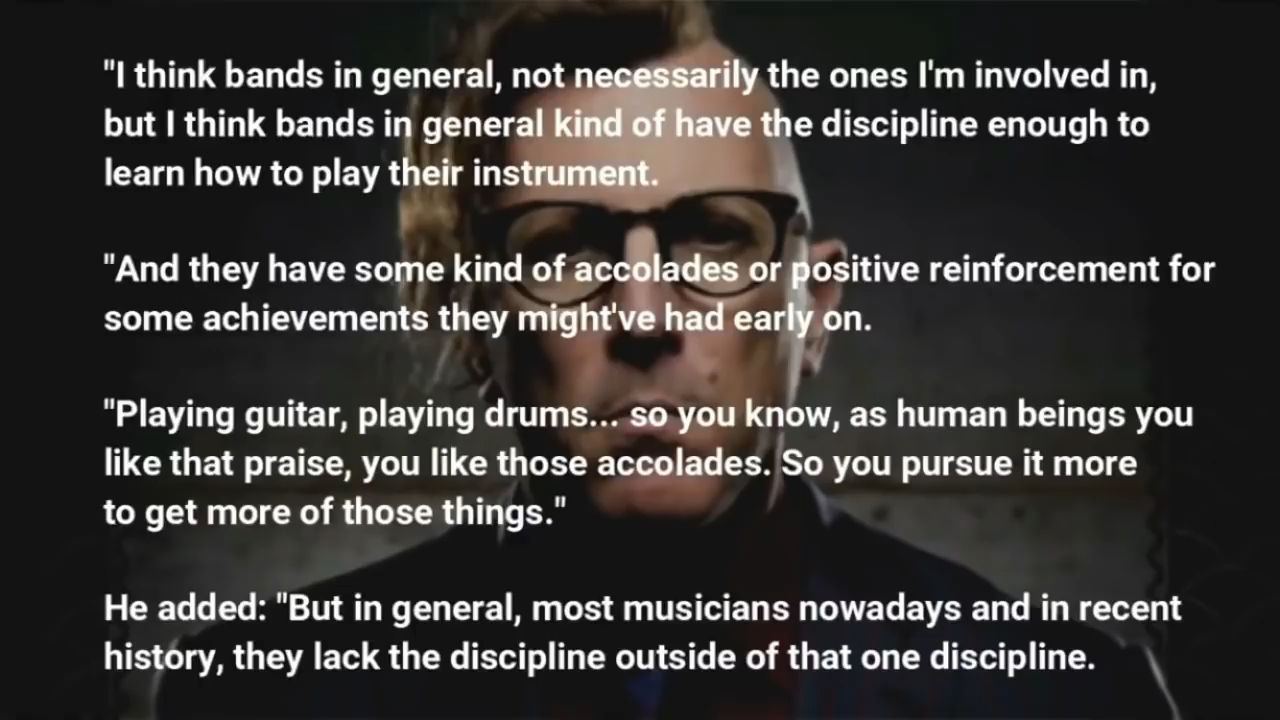 "I think bands in general, not necessarily the ones I'm involved in,
but I think bands in general kind of have the discipline enough to
learn how to play their instrument.
"And they have some kind of accolades or positive reinforcement for
some achievements they might've had early on.
"Playing guitar, playing drums... so you know, as human beings you
like that praise, you like those accolades. So you pursue it more
to get more of those things."
He added: "But in general, most musicians nowadays and in recent
history, they lack the discipline outside of that one discipline.